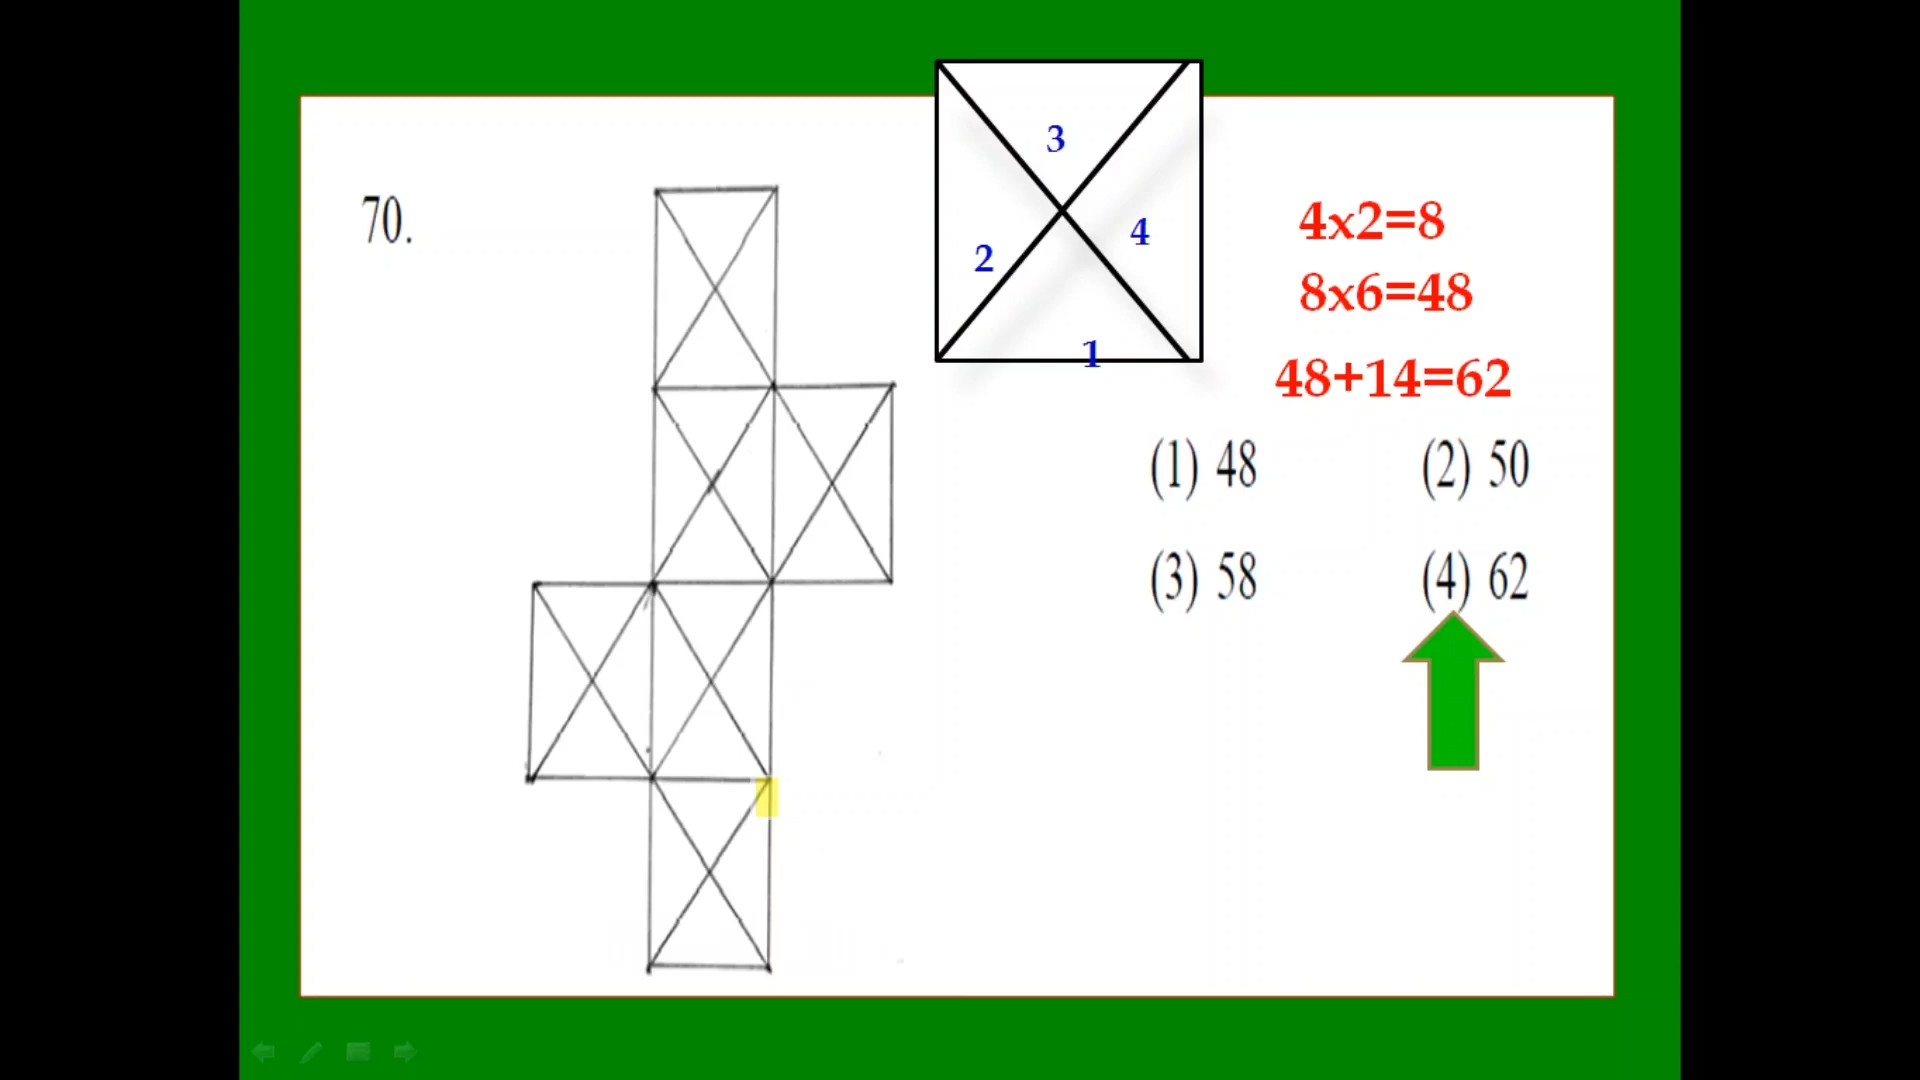 70.
3
4
2
1
4x2=8
8x6=48
48+14=62
(1) 48 (2) 50
(3) 58 (4) 62